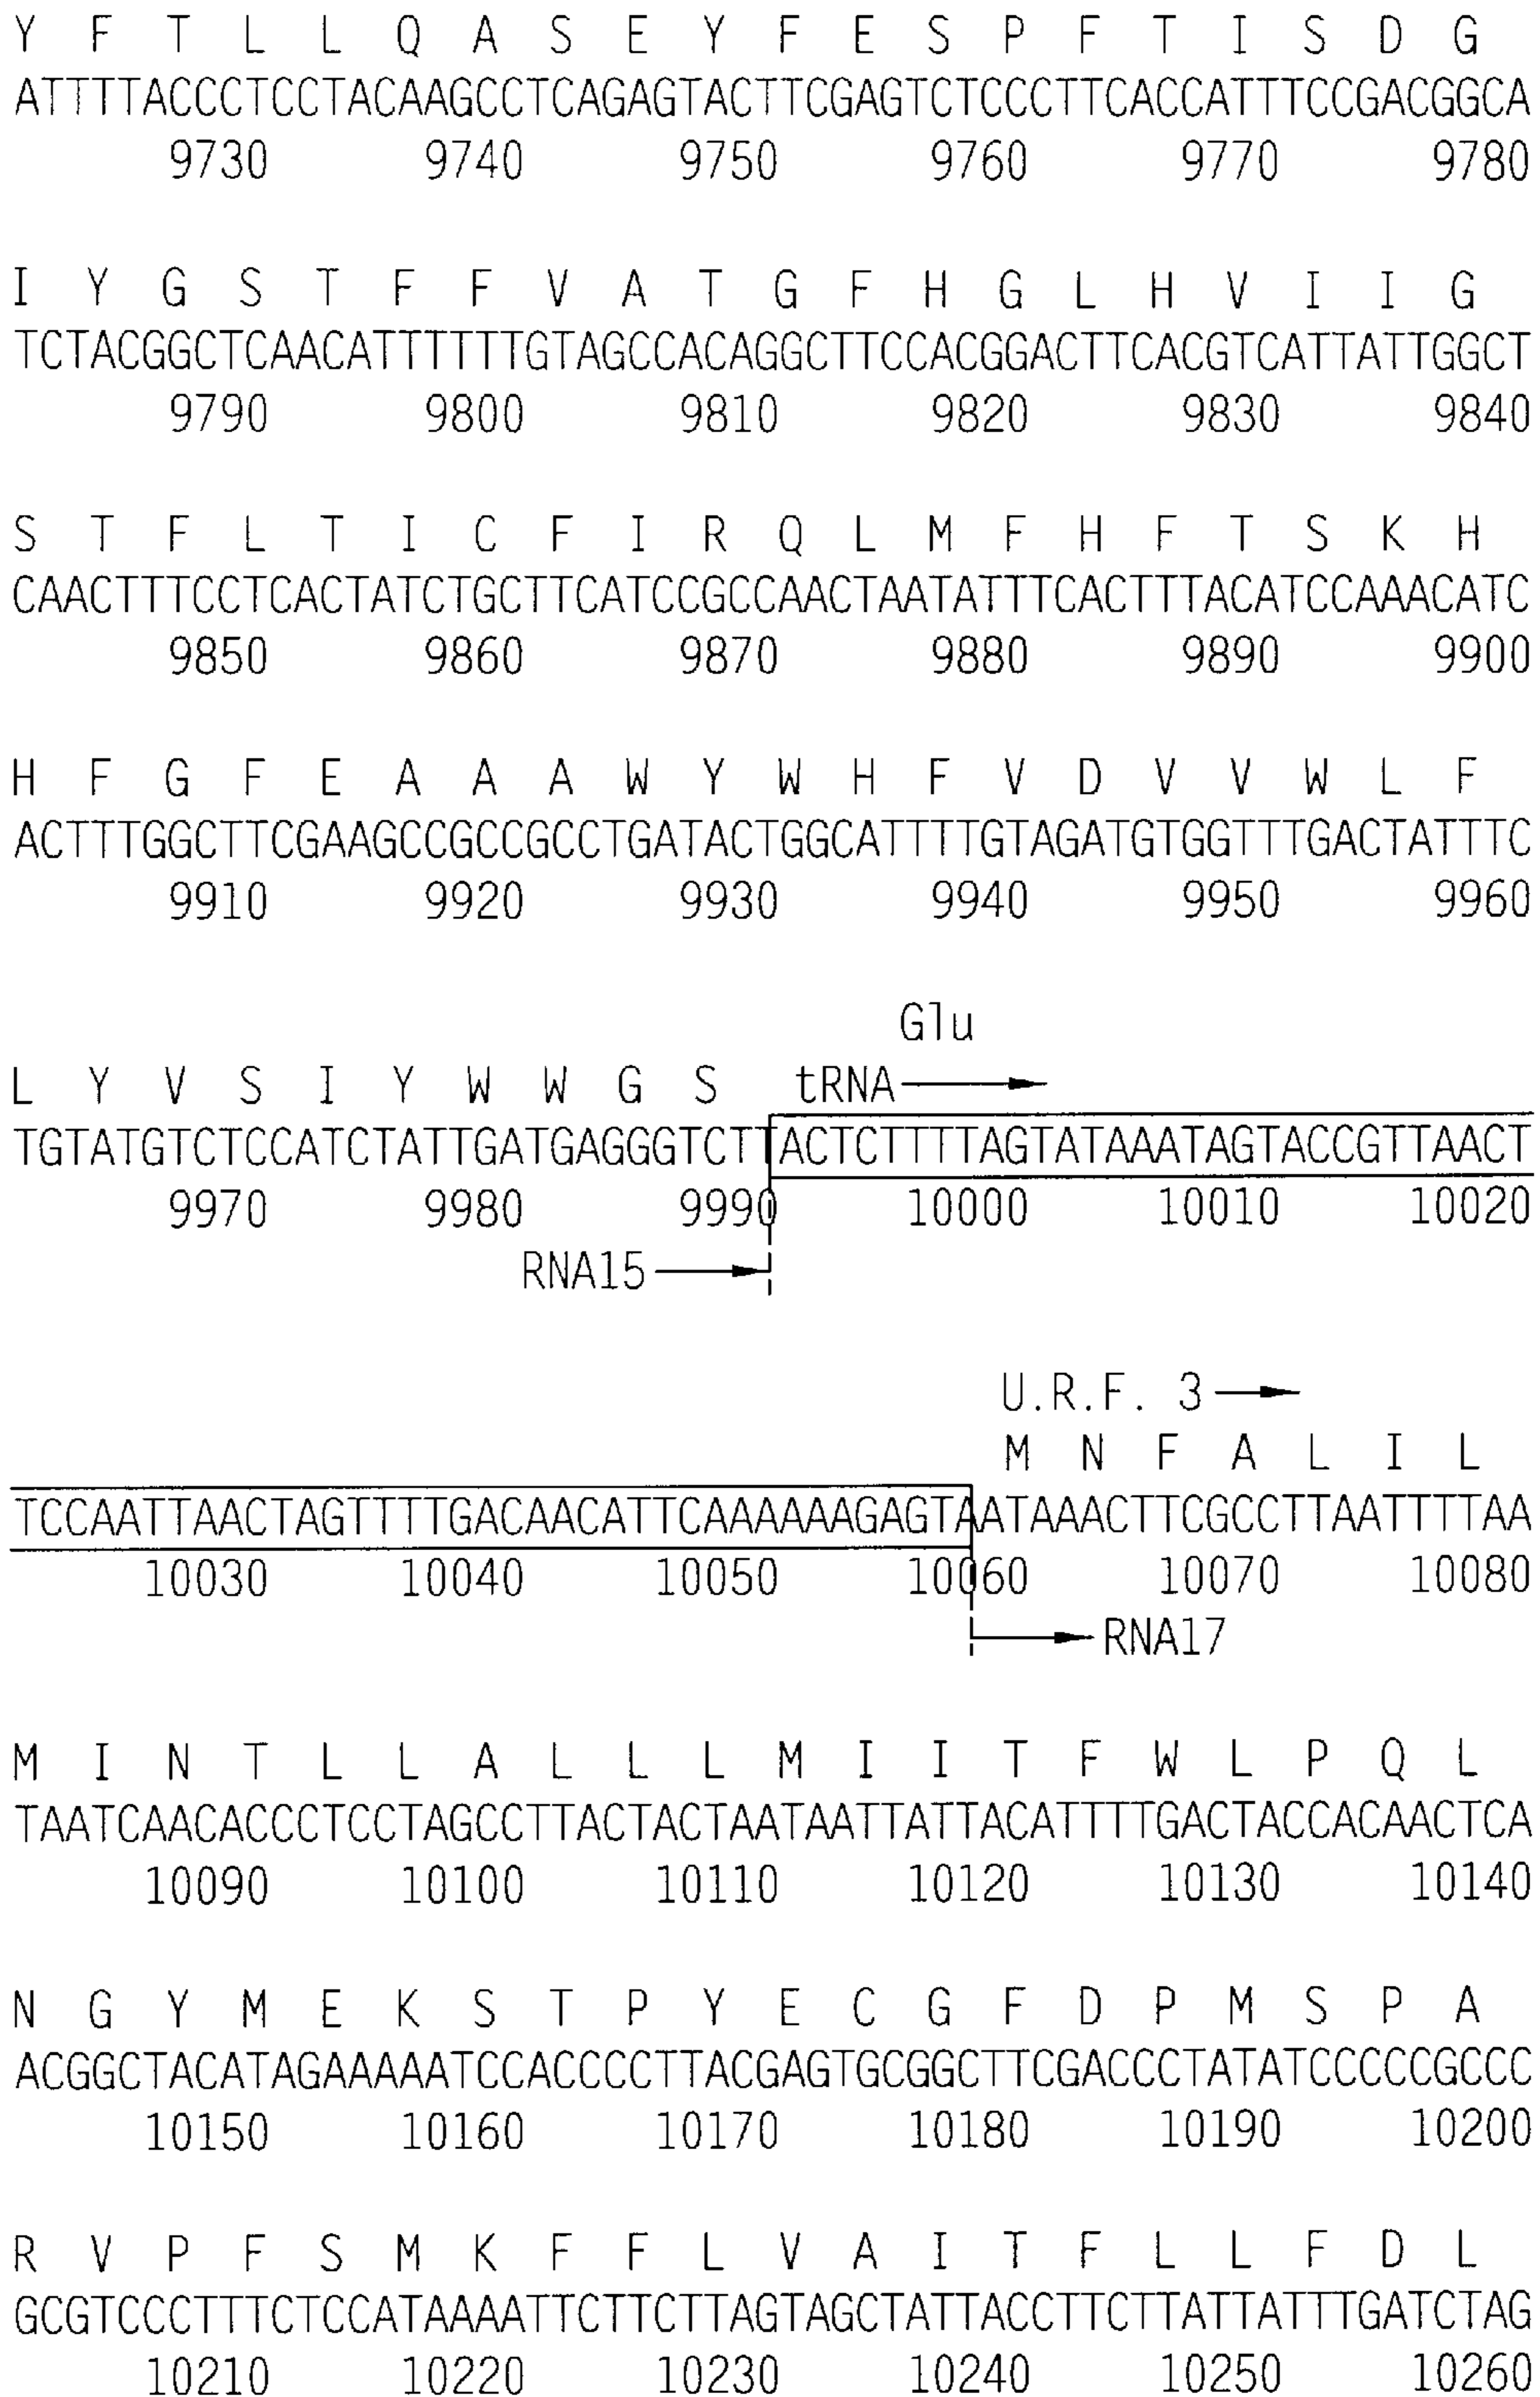 Y F T L L Q A S E Y F E S P F T I S D G
ATTTTACCCTCCTACAAGCCTCAGAGTACTTCGAGTCTCCCTTCACCATTTCCGACGGCA
9730 9740 9750 9760 9770 9780
I Y G S T F F V A T G F H G L H V I I G
TCTACGGCTCAACATTTTTTGTAGCCACAGGCTTCCACGGACTTCACGTCATTATTGGCT
9790 9800 9810 9820 9830 9840
S T F L T I C F I R Q L M F H F T S K H
CAACTTTCCTCACTATCTGCTTCATCCGCCAACTAATATTTCACTTTACATCCAAACATC
9850 9860 9870 9880 9890 9900
H F G F E A A A W Y W H F V D V V W L F
ACTTTGGCTTCGAAGCCGCCGCCTGATACTGGCATTTTGTAGATGTGGTTTGACTATTTC
9910 9920 9930 9940 9950 9960
Glu
L Y V S I Y W W G S tRNA
TGTATGTCTCCATCTATTGATGAGGGTCTTACTCTTTTAGTATAAATAGTACCGTTAACT
9970 9980 9990 10000 10010 10020
RNA15
U.R.F. 3
M N F A L I L
TCCAATTAACTAGTTTTGACAACATTCAAAAAAGAGTAATAAACTTCGCCTTAATTTTAA
10030 10040 10050 10060 10070 10080
RNA17
M I N T L L A L L L M I I T F W L P Q L
TAATCAACACCCTCCTAGCCTTACTACTAATAATTATTACATTTTGACTACCACAACTCA
10090 10100 10110 10120 10130 10140
N G Y M E K S T P Y E C G F D P M S P A
ACGGCTACATAGAAAAATCCACCCCTTACGAGTGCGGCTTCGACCCTATATCCCCCGCCC
10150 10160 10170 10180 10190 10200
R V P F S M K F F L V A I T F L L F D L
GCGTCCCTTTCTCCATAAAATTCTTCTTAGTAGCTATTACCTTCTTATTATTTGATCTAG
10210 10220 10230 10240 10250 10260